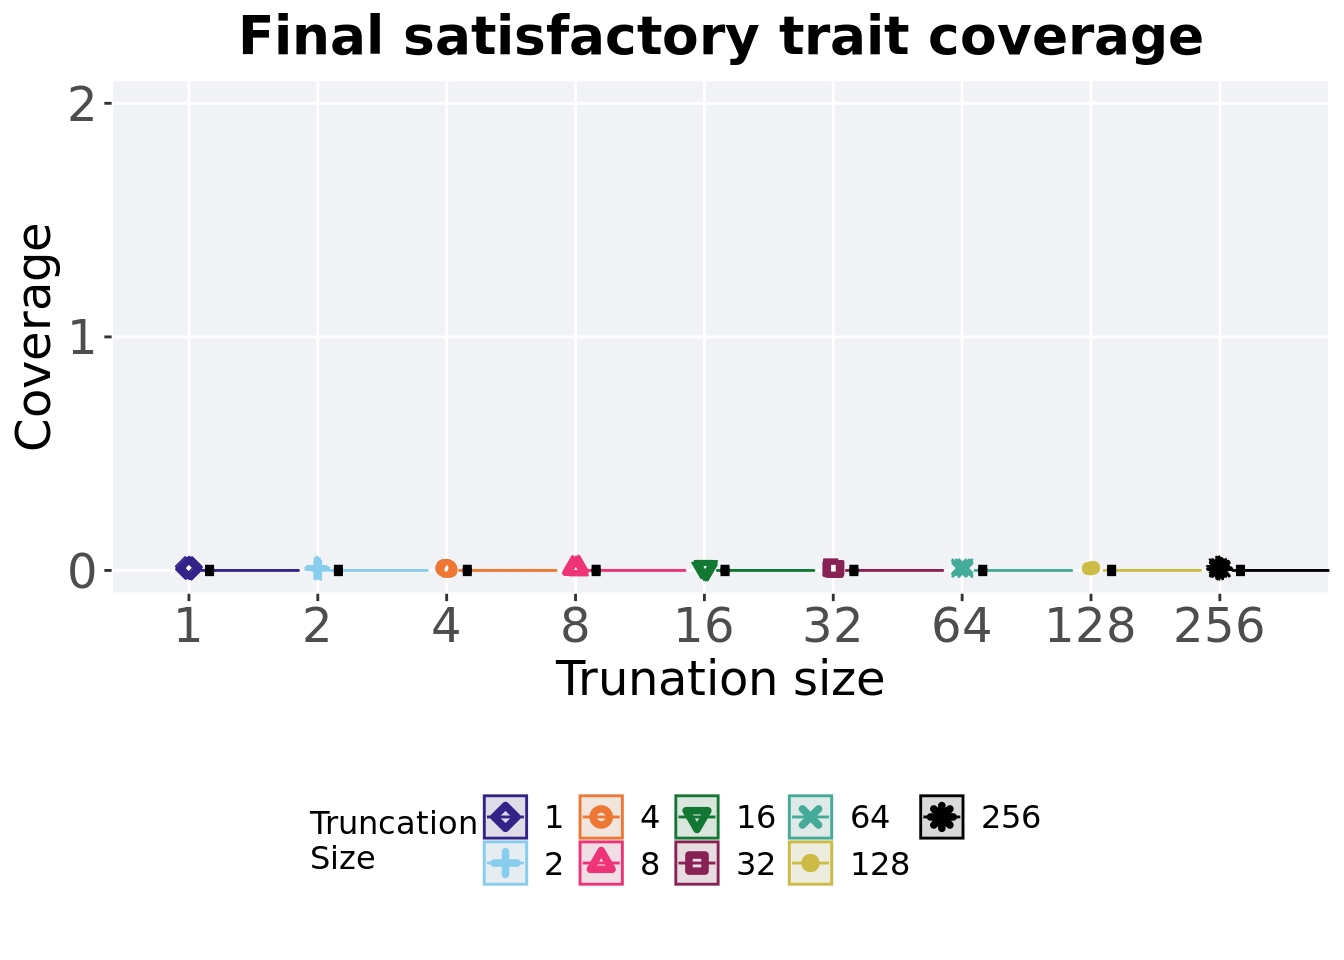 Final satisfactory trait coverage
2
1
0
Coverage
1 2 4 8 16 32 64 128 256
Trunation size
Truncation
Size
1 4 16 64 256
2 8 32 128